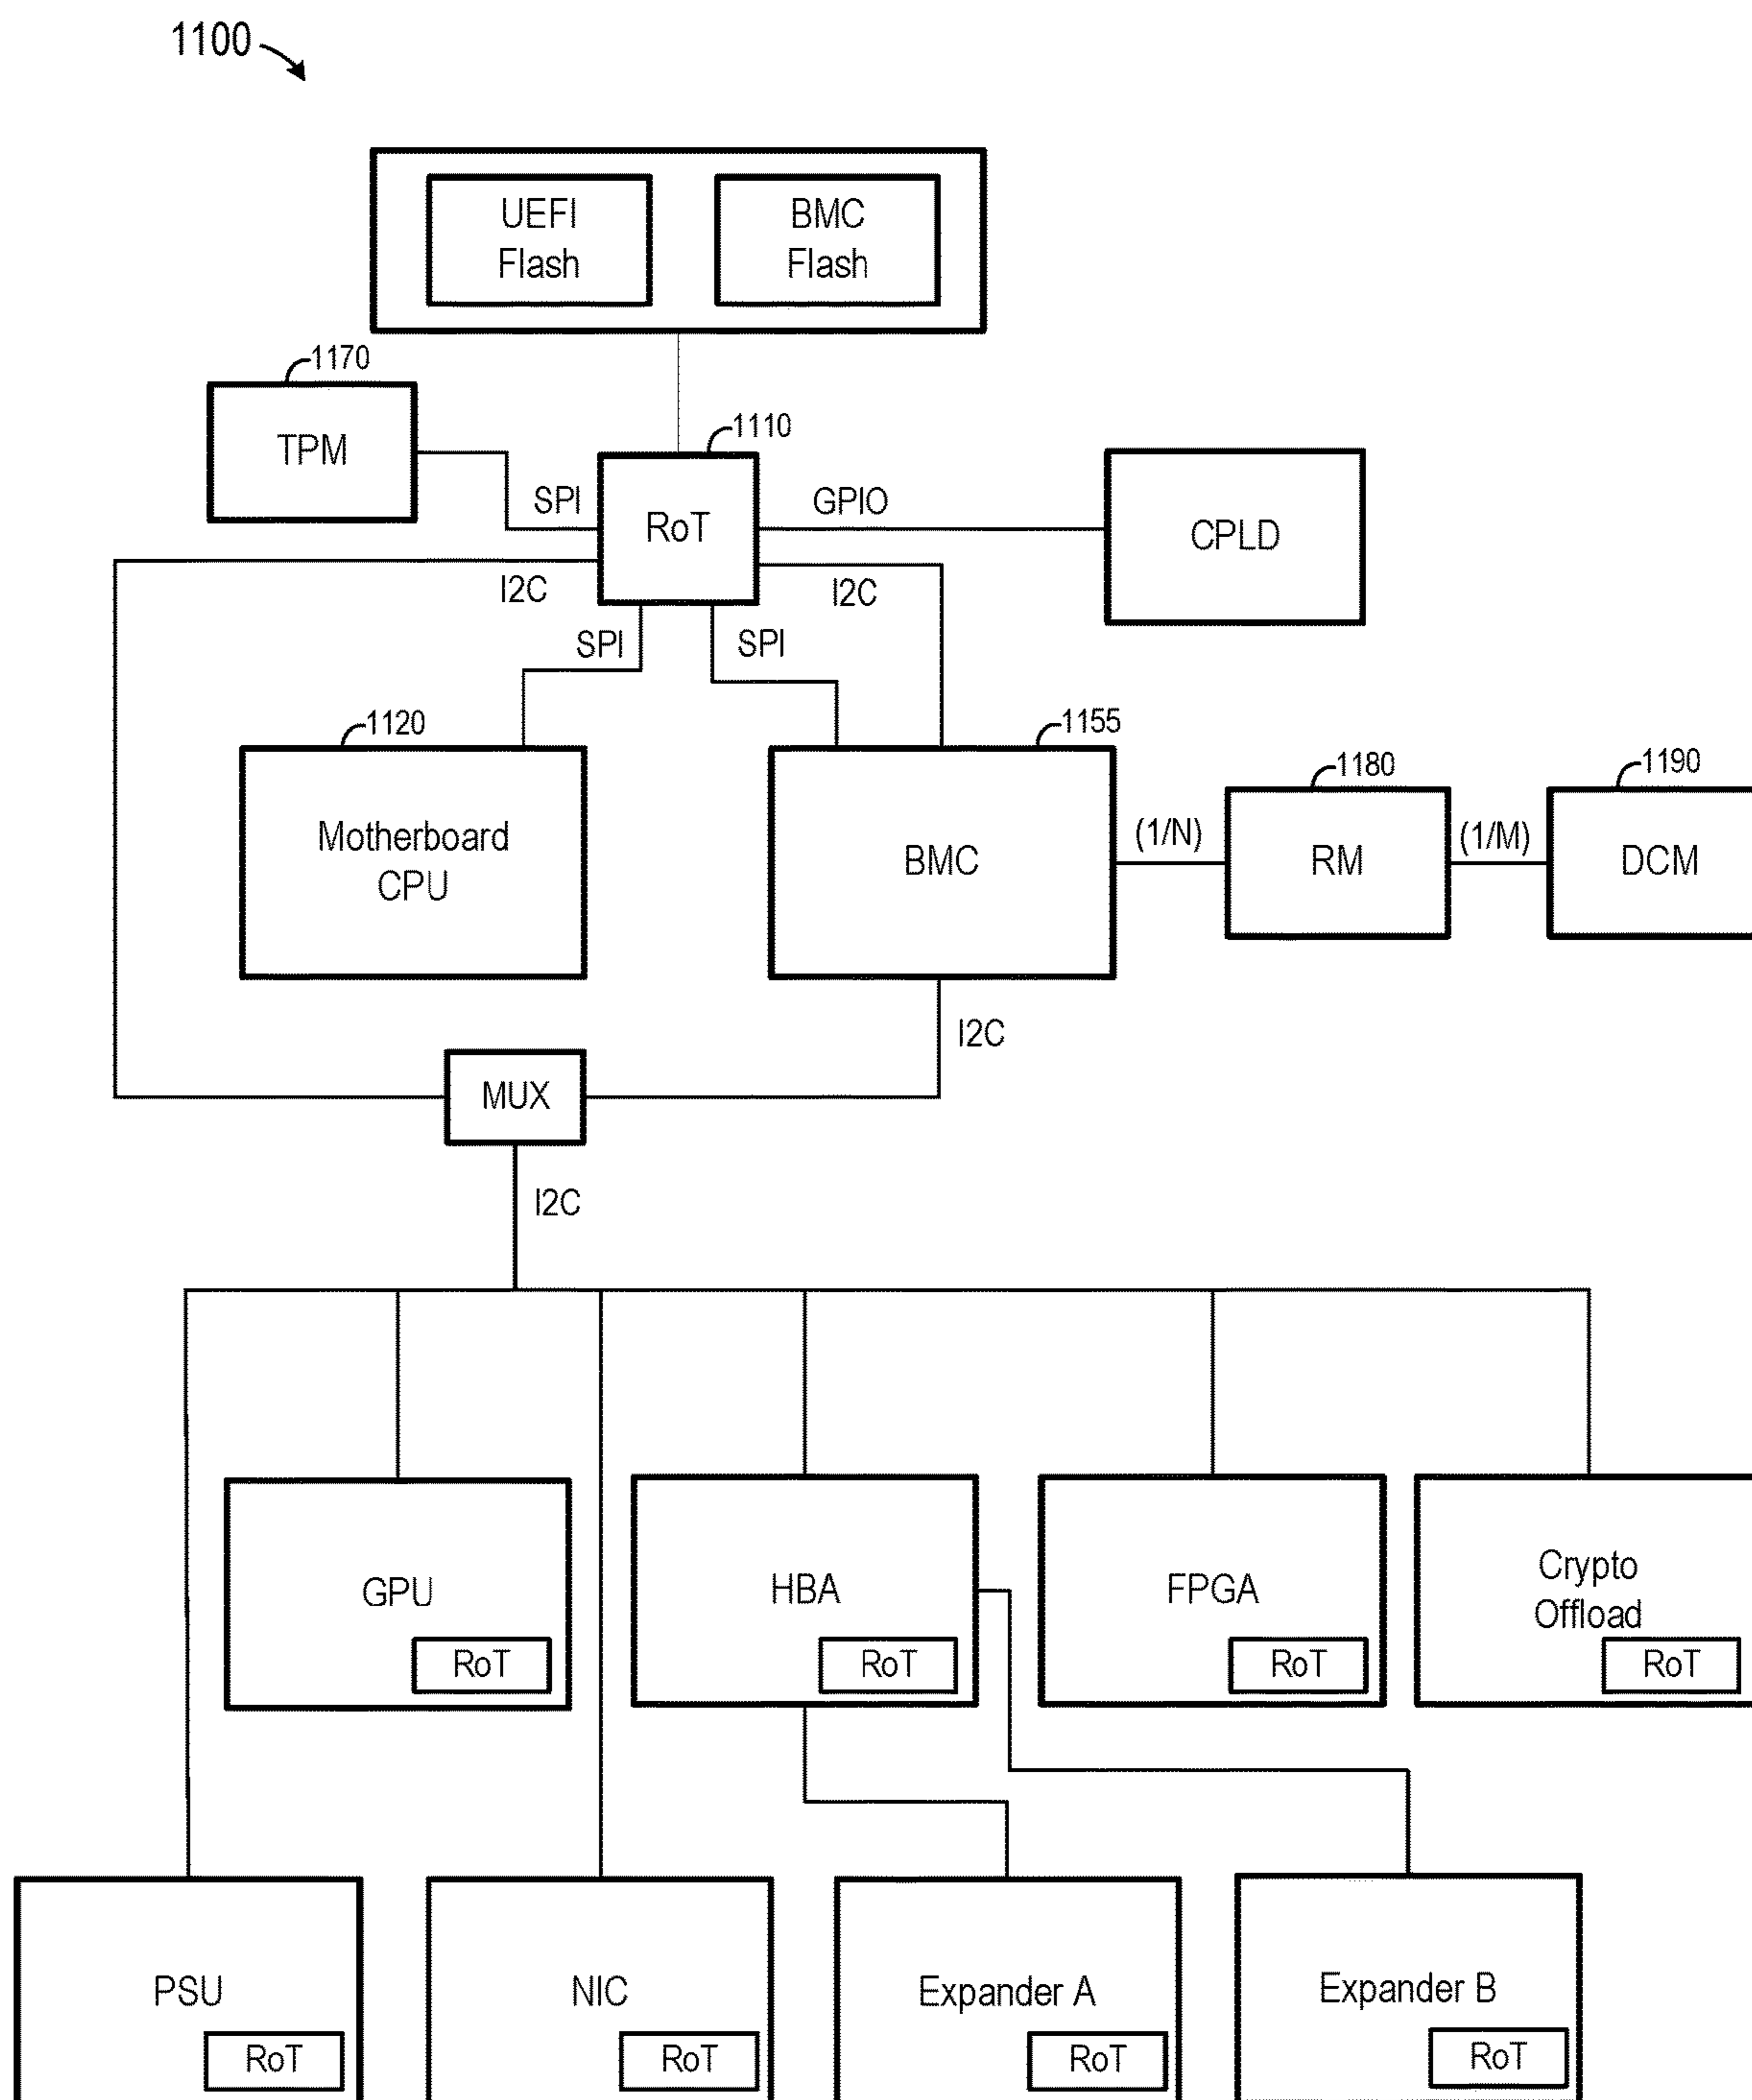 1100
UEFI
Flash
BMC
Flash
1170
TPM
1110
RoT
SPI
GPIO
CPLD
I2C
I2C
SPI
SPI
1120
Motherboard
CPU
1155
BMC
(1/N)
1180
RM
(1/M)
1190
DCM
I2C
MUX
I2C
GPU
RoT
HBA
RoT
FPGA
RoT
Crypto
Offload
RoT
PSU
RoT
NIC
RoT
Expander A
RoT
Expander B
RoT